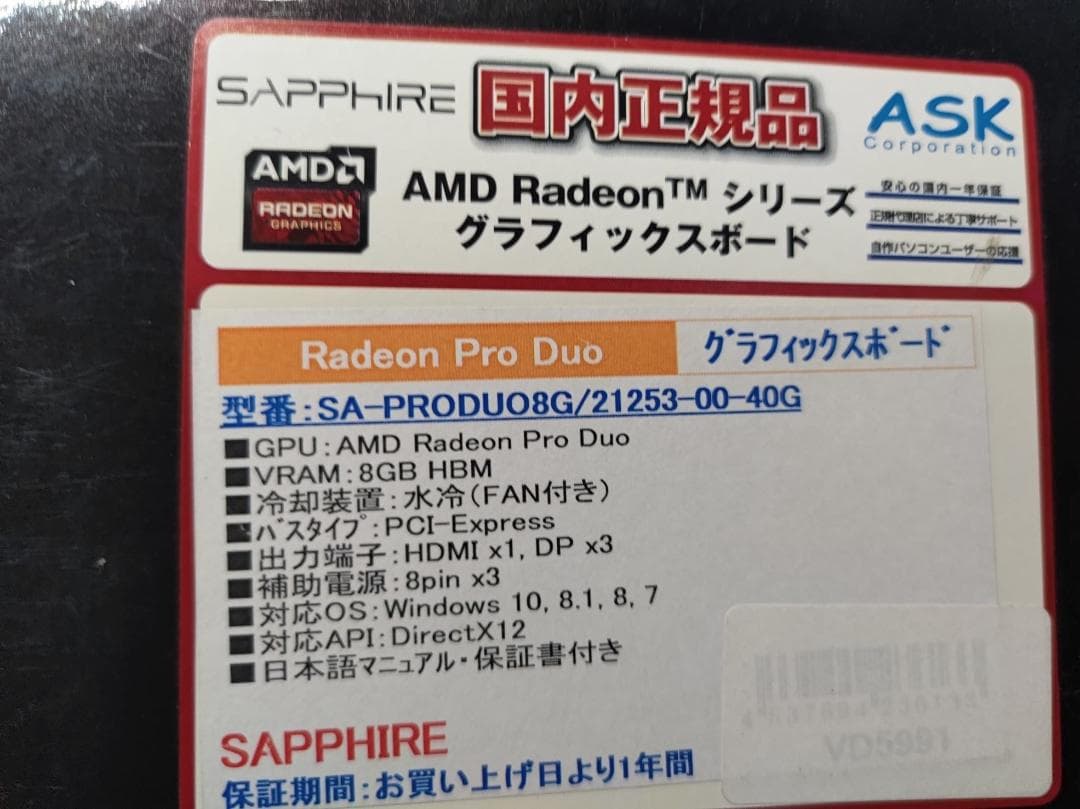 SAPPHIRE 国内正規品 ASK
Corporation
AMD
RADEON
GRAPHICS
AMD Radeon™ シリーズ
グラフィックスボード
安心の国内一年保証
正規代理店による丁寧サポート
自作パソコンユーザーの応援
Radeon Pro Duo グラフィックスボード
型番:SA-PRODUO8G/21253-00-40G
■GPU:AMD Radeon Pro Duo
■VRAM:8GB HBM
■冷却装置:水冷(FAN付き)
■バスタイプ:PCI-Express
■出力端子:HDMI x1, DP x3
■補助電源:8pin x3
■対応OS:Windows 10, 8.1, 8, 7
■対応API:DirectX12
■日本語マニュアル・保証書付き
SAPPHIRE
保証期間:お買い上げ日より1年間
VD5991